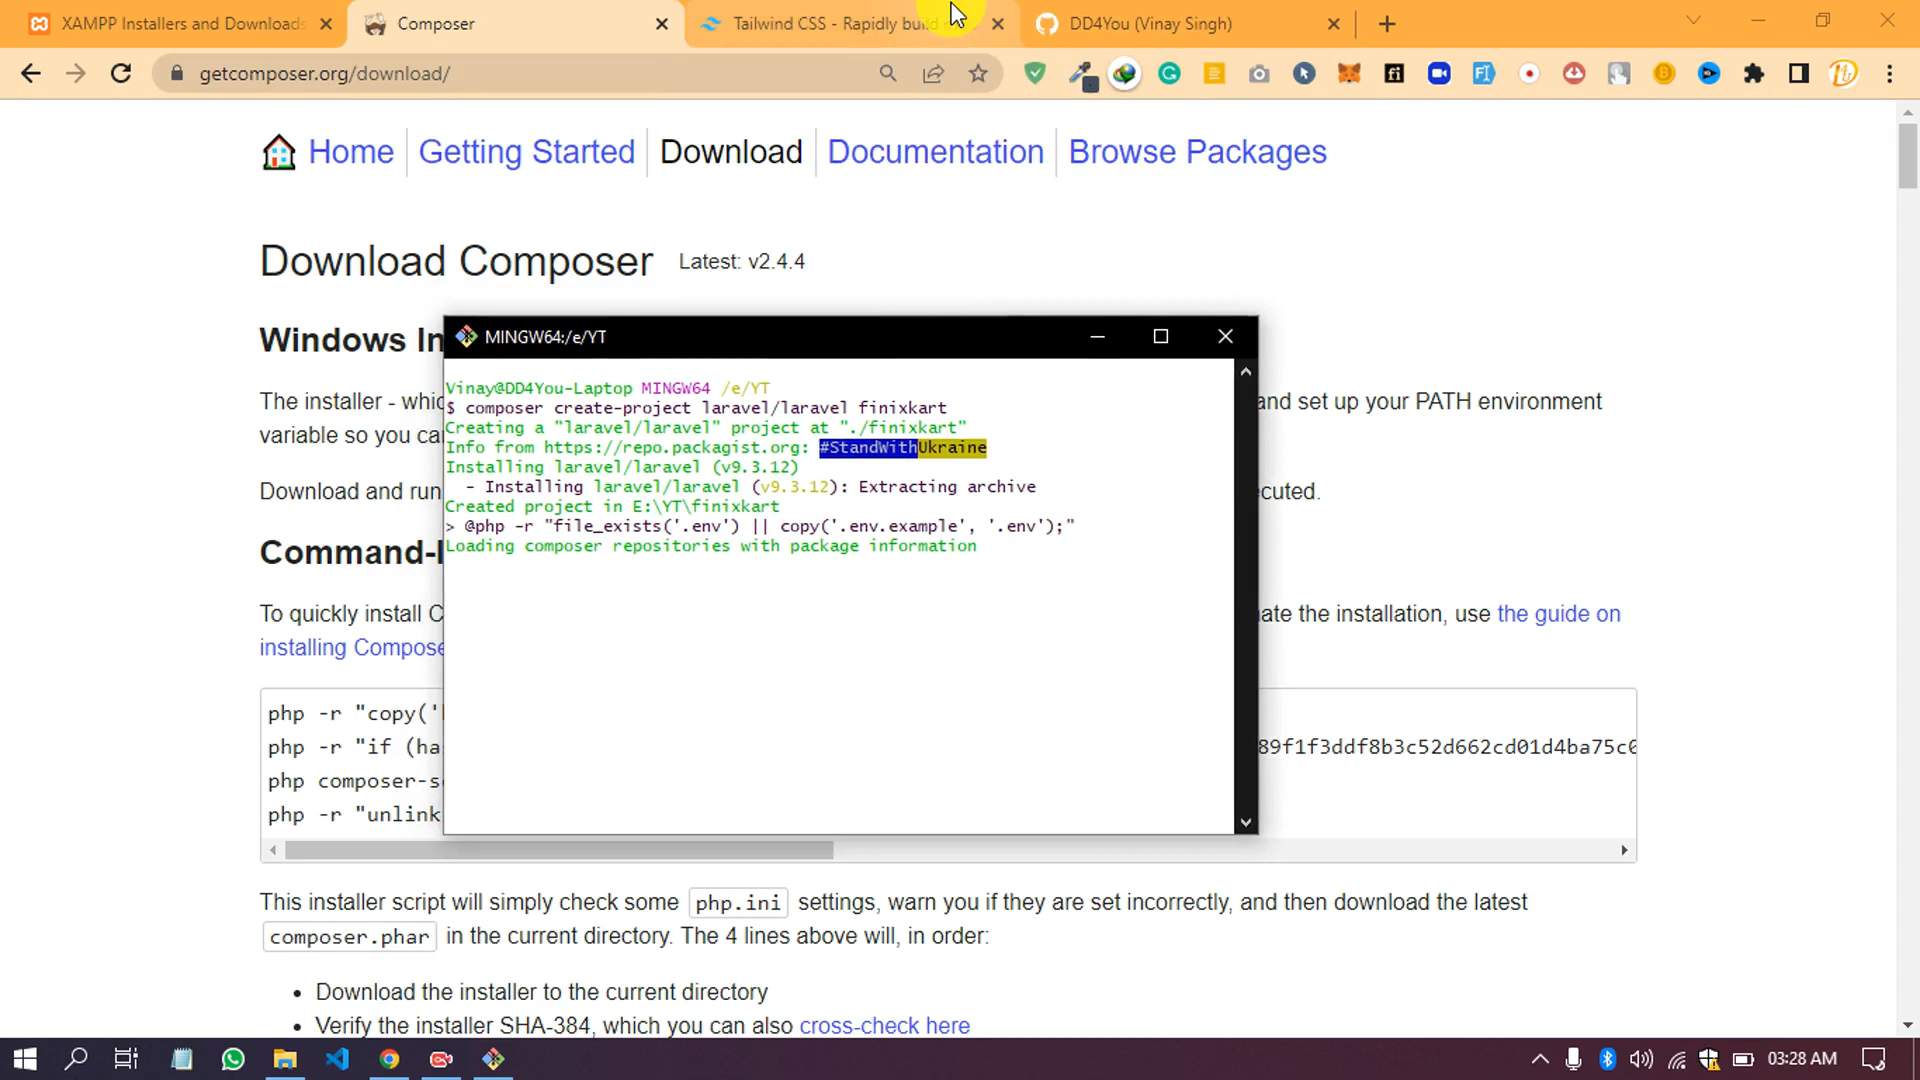 XAMPP Installers and Downloads
Composer
Tailwind CSS - Rapidly build
DD4You (Vinay Singh)
getcomposer.org/download/
Home
Getting Started
Download
Documentation
Browse Packages
Download Composer
Latest: v2.4.4
Windows In
MINGW64:/e/YT
The installer - whic
and set up your PATH environment
variable so you ca
Download and run
cuted.
Vinay@DD4You-Laptop MINGW64 /e/YT
$ composer create-project laravel/laravel finixkart
Creating a "laravel/laravel" project at "./finixkart"
Info from https://repo.packagist.org: #StandWithUkraine
Installing laravel/laravel (v9.3.12)
- Installing laravel/laravel (v9.3.12): Extracting archive
Created project in E:\YT\finixkart
> @php -r "file_exists('.env') || copy('.env.example', '.env');"
Loading composer repositories with package information
Command-l
To quickly install C
ate the installation, use the guide on
installing Compose
php -r "copy('h
php -r "if (ha
89f1f3ddf8b3c52d662cd01d4ba75c0
php composer-se
php -r "unlink
This installer script will simply check some php.ini settings, warn you if they are set incorrectly, and then download the latest
composer.phar in the current directory. The 4 lines above will, in order:
• Download the installer to the current directory
• Verify the installer SHA-384, which you can also cross-check here
03:28 AM